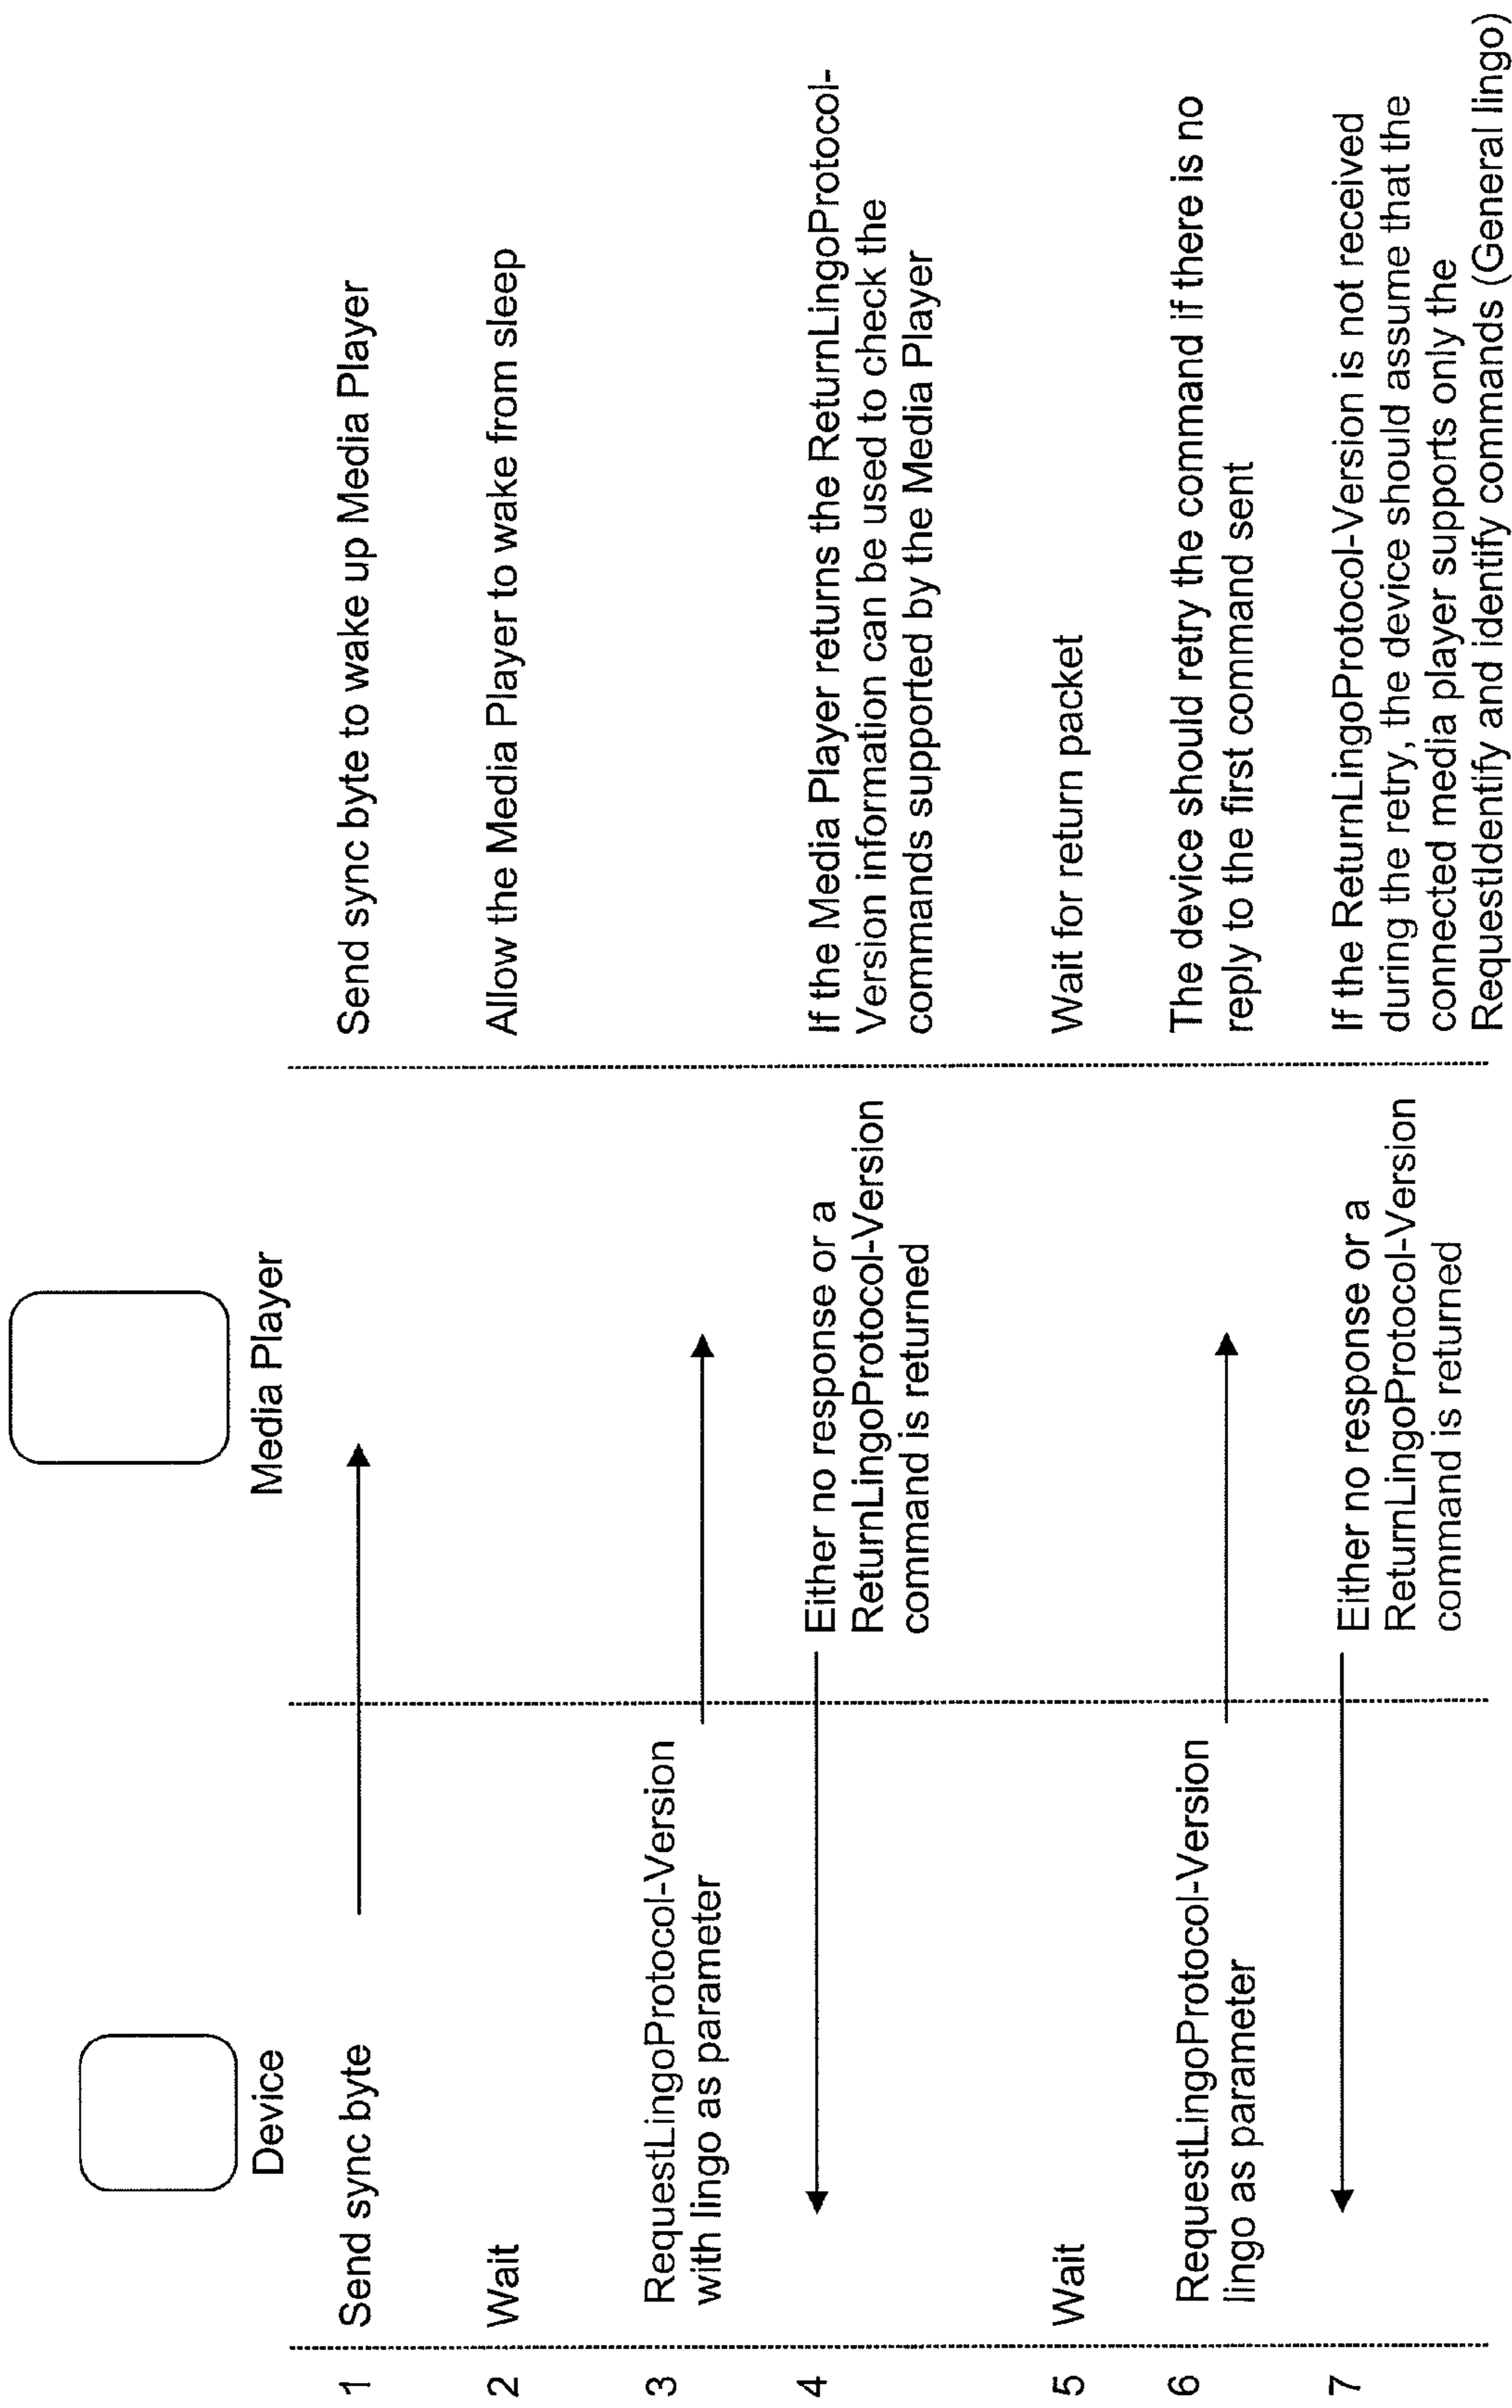 Device
Media Player
1
Send sync byte
Send sync byte to wake up Media Player
2
Wait
Allow the Media Player to wake from sleep
3
RequestLingoProtocol-Version
with lingo as parameter
4
Either no response or a
ReturnLingoProtocol-Version
command is returned
If the Media Player returns the ReturnLingoProtocol-
Version information can be used to check the
commands supported by the Media Player
5
Wait
Wait for return packet
6
RequestLingoProtocol-Version
lingo as parameter
The device should retry the command if there is no
reply to the first command sent
7
Either no response or a
ReturnLingoProtocol-Version
command is returned
If the ReturnLingoProtocol-Version is not received
during the retry, the device should assume that the
connected media player supports only the
RequestIdentify and identify commands (General lingo)